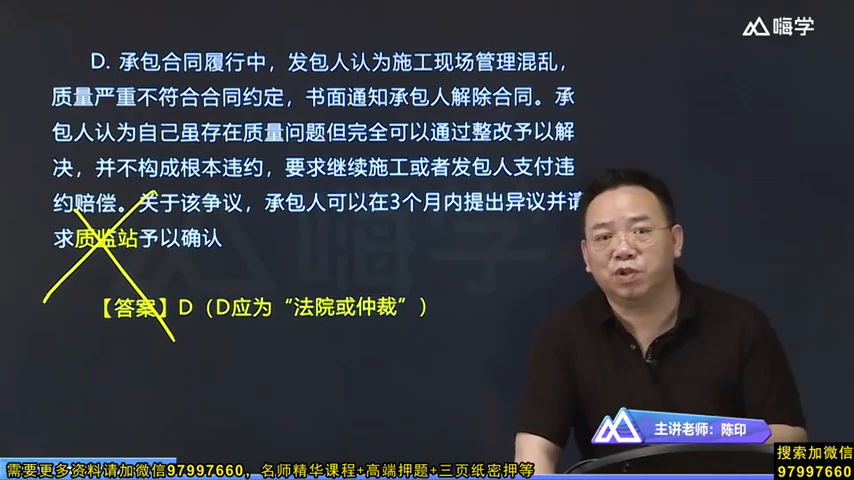 嗨学
D. 承包合同履行中，发包人认为施工现场管理混乱，
质量严重不符合合同约定，书面通知承包人解除合同。承
包人认为自己虽存在质量问题但完全可以通过整改予以解
决，并不构成根本违约，要求继续施工或者发包人支付违
约赔偿。关于该争议，承包人可以在3个月内提出异议并请
求质监站予以确认
嗨学
【答案】D（D应为“法院或仲裁”）
主讲老师：陈印
需要更多资料请加微信97997660，名师精华课程+高端押题+三页纸密押等
搜索加微信
97997660